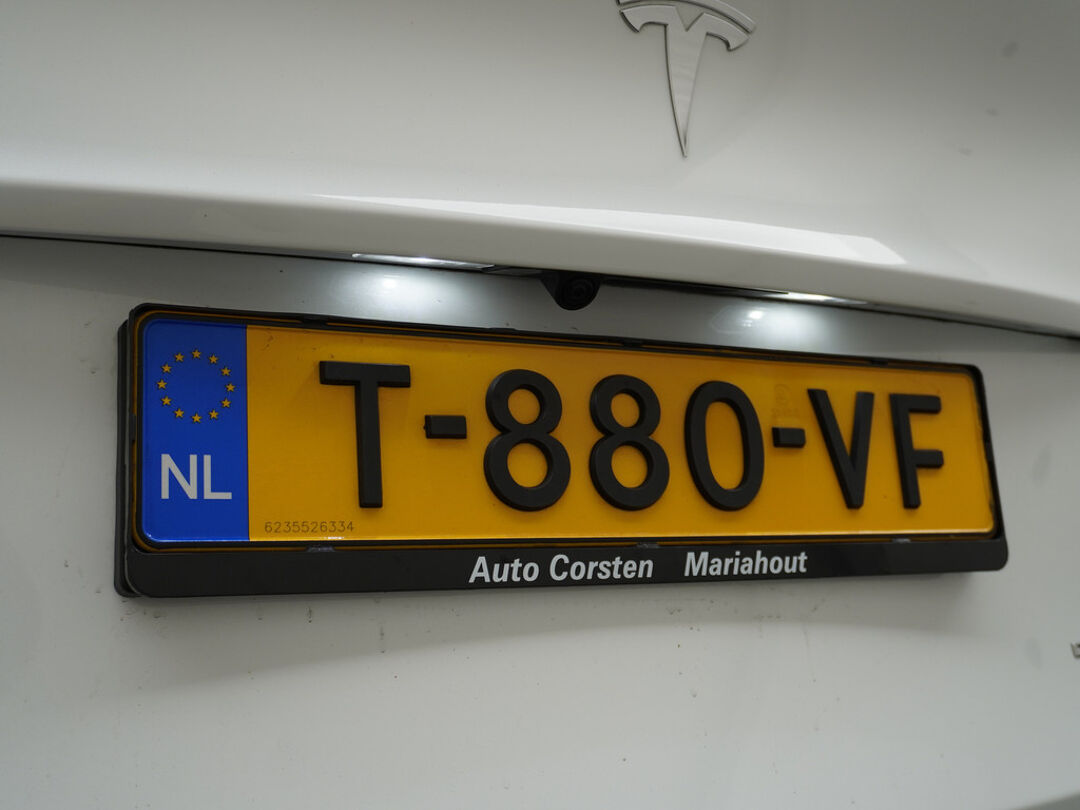 NL
T-880-VF
6235526334
Auto Corsten Mariahout